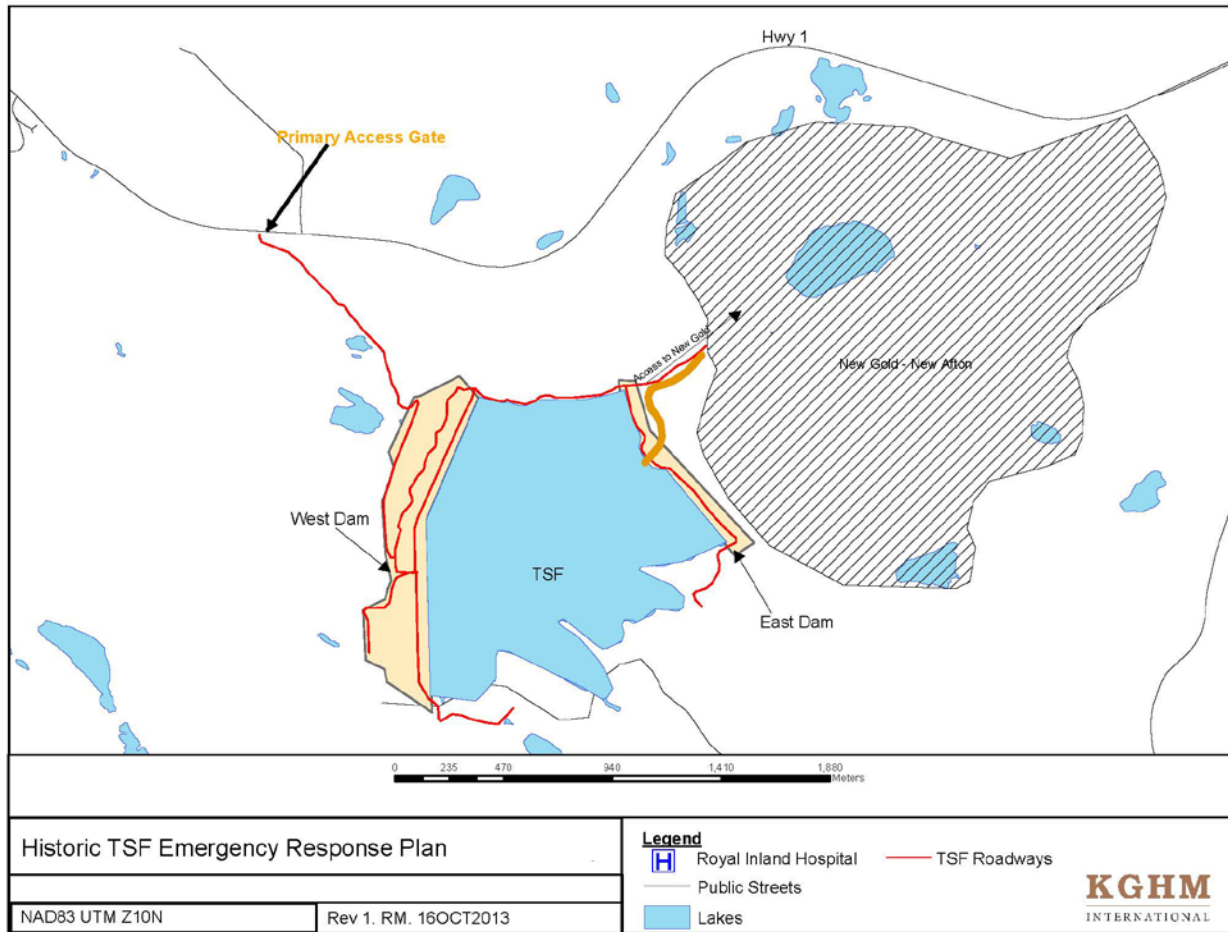 Hwy 1
Primary Access Gate
Access to New Gold
New Gold - New Afton
West Dam
TSF
East Dam
0 235 470 940 1,410 1,880
Meters
Historic TSF Emergency Response Plan
NAD83 UTM Z10N
Rev 1. RM. 16OCT2013
Legend
H Royal Inland Hospital
TSF Roadways
Public Streets
Lakes
KGHM
INTERNATIONAL